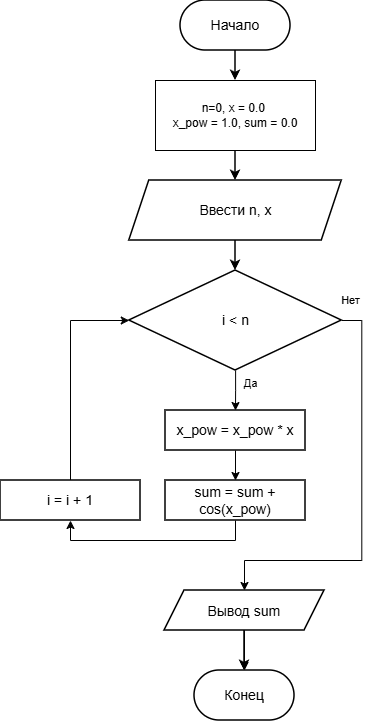 Начало
n=0, x = 0.0
x_pow = 1.0, sum = 0.0
Ввести n, x
i < n
Нет
Да
x_pow = x_pow * x
i = i + 1
sum = sum +
cos(x_pow)
Вывод sum
Конец